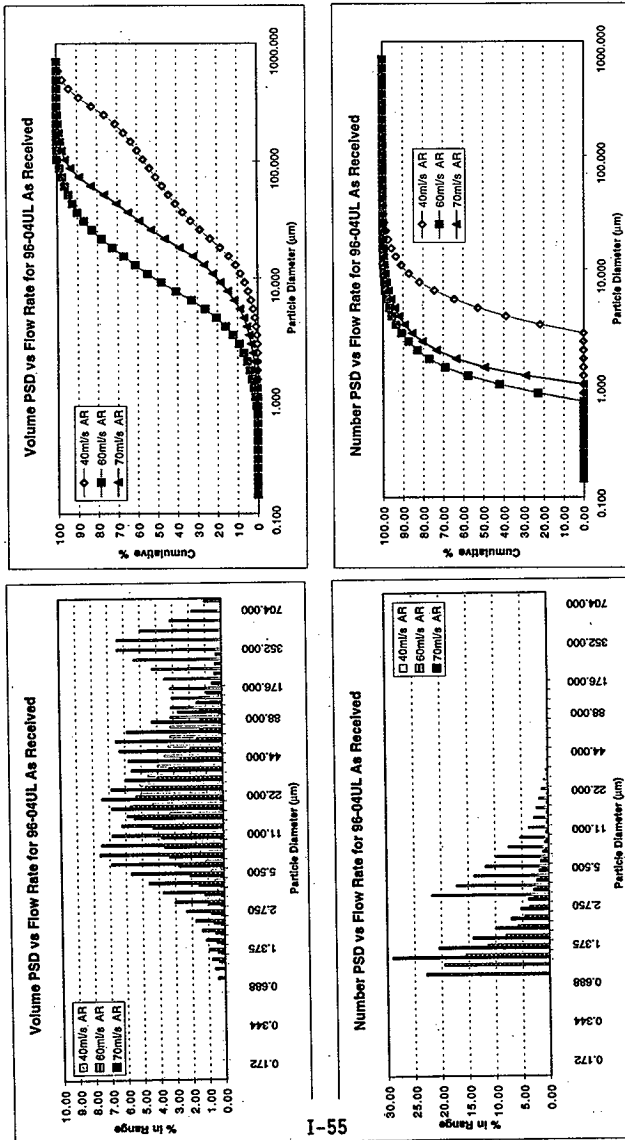 Volume PSD vs Flow Rate for 96-04UL As Received
40ml/s AR
60ml/s AR
70ml/s AR
% in Range
10.00
9.00
8.00
7.00
6.00
5.00
4.00
3.00
2.00
1.00
0.00
0.172 0.344 0.688 1.375 2.750 5.500 11.000 22.000 44.000 88.000 176.000 352.000 704.000
Particle Diameter (µm)
Volume PSD vs Flow Rate for 96-04UL As Received
40ml/s AR
60ml/s AR
70ml/s AR
Cumulative %
100
90
80
70
60
50
40
30
20
10
0
0.100 1.000 10.000 100.000 1000.000
Particle Diameter (µm)
Number PSD vs Flow Rate for 96-04UL As Received
40ml/s AR
60ml/s AR
70ml/s AR
% in Range
30.00
25.00
20.00
15.00
10.00
5.00
0.00
0.172 0.344 0.688 1.375 2.750 5.500 11.000 22.000 44.000 88.000 176.000 352.000 704.000
Particle Diameter (µm)
Number PSD vs Flow Rate for 96-04UL As Received
40ml/s AR
60ml/s AR
70ml/s AR
Cumulative %
100.00
90.00
80.00
70.00
60.00
50.00
40.00
30.00
20.00
10.00
0.00
0.100 1.000 10.000 100.000 1000.000
Particle Diameter (µm)
I-55